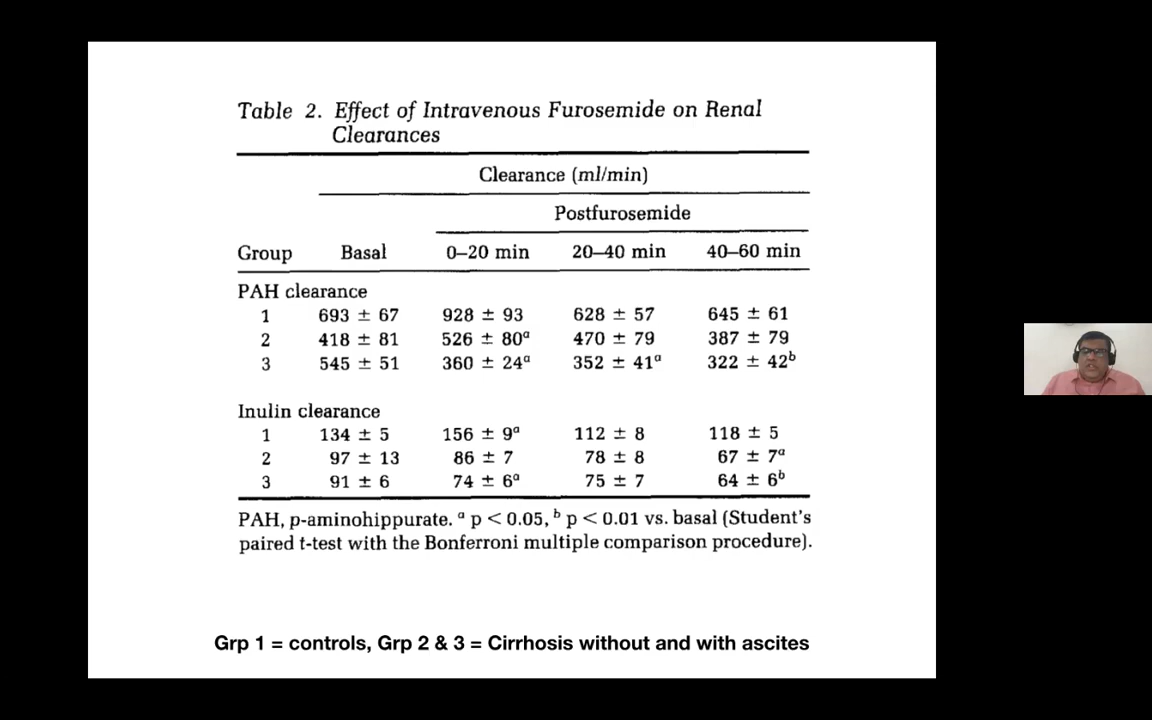 Table 2. Effect of Intravenous Furosemide on Renal
Clearances
Clearance (ml/min)
Postfurosemide
Group Basal 0–20 min 20–40 min 40–60 min
PAH clearance
1 693 ± 67 928 ± 93 628 ± 57 645 ± 61
2 418 ± 81 526 ± 80ᵃ 470 ± 79 387 ± 79
3 545 ± 51 360 ± 24ᵃ 352 ± 41ᵃ 322 ± 42ᵇ
Inulin clearance
1 134 ± 5 156 ± 9ᵃ 112 ± 8 118 ± 5
2 97 ± 13 86 ± 7 78 ± 8 67 ± 7ᵃ
3 91 ± 6 74 ± 6ᵃ 75 ± 7 64 ± 6ᵇ
PAH, p-aminohippurate. ᵃ p < 0.05, ᵇ p < 0.01 vs. basal (Student's
paired t-test with the Bonferroni multiple comparison procedure).
Grp 1 = controls, Grp 2 & 3 = Cirrhosis without and with ascites